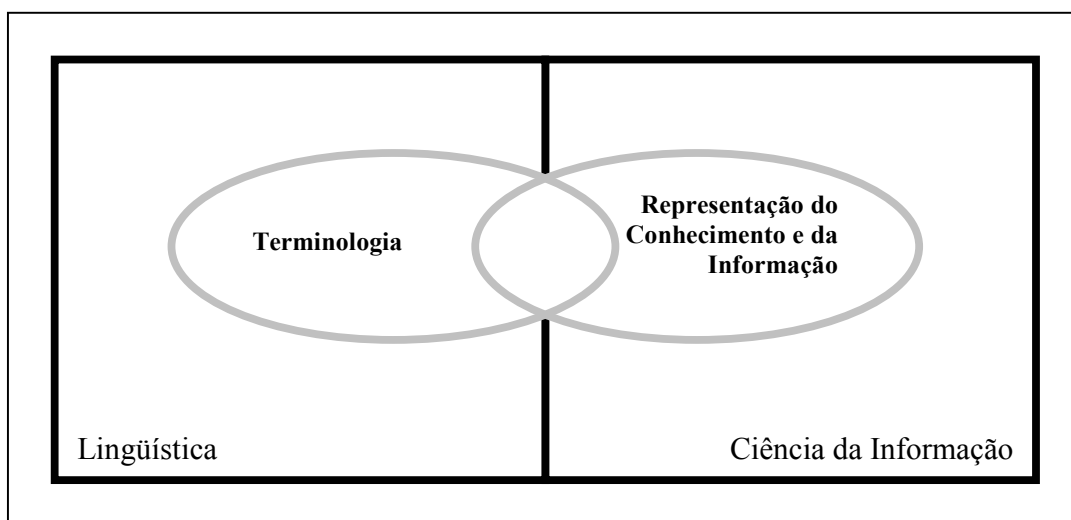 Terminologia
Representação do
Conhecimento e da
Informação
Lingüística
Ciência da Informação